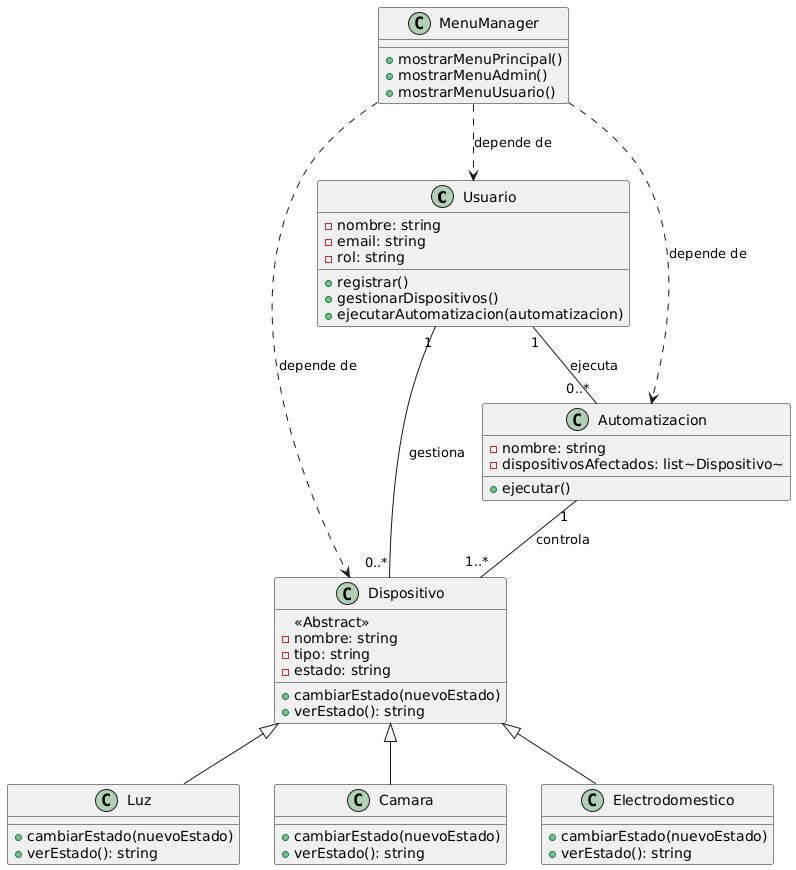 C MenuManager
mostrarMenuPrincipal()
mostrarMenuAdmin()
mostrarMenuUsuario()
depende de
C Usuario
nombre: string
email: string
rol: string
registrar()
gestionarDispositivos()
ejecutarAutomatizacion(automatizacion)
depende de
1
1
depende de
ejecuta
0..*
C Automatizacion
nombre: string
dispositivosAfectados: list~Dispositivo~
ejecutar()
gestiona
1
controla
0..*
1..*
C Dispositivo
«Abstract»
nombre: string
tipo: string
estado: string
cambiarEstado(nuevoEstado)
verEstado(): string
C Luz
cambiarEstado(nuevoEstado)
verEstado(): string
C Camara
cambiarEstado(nuevoEstado)
verEstado(): string
C Electrodomestico
cambiarEstado(nuevoEstado)
verEstado(): string